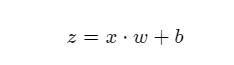 z = x · w + b